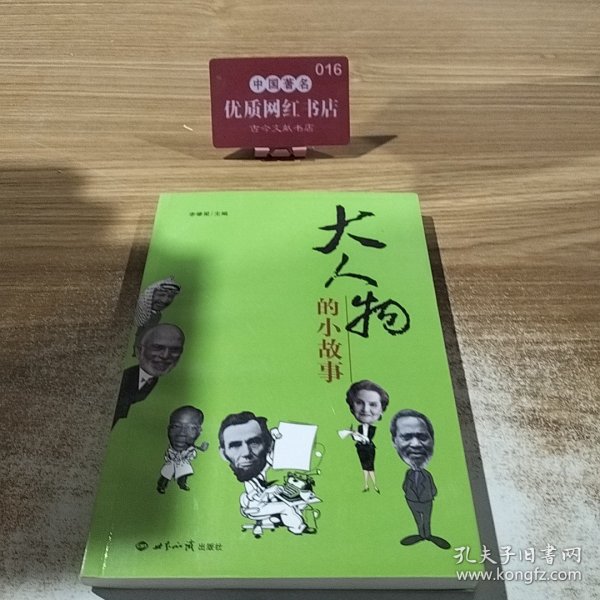 016
中国著名
优质网红书店
古今文献书店
李肇星/主编
大人物
的小故事
世界知识出版社
孔夫子旧书网
www.kongfz.com